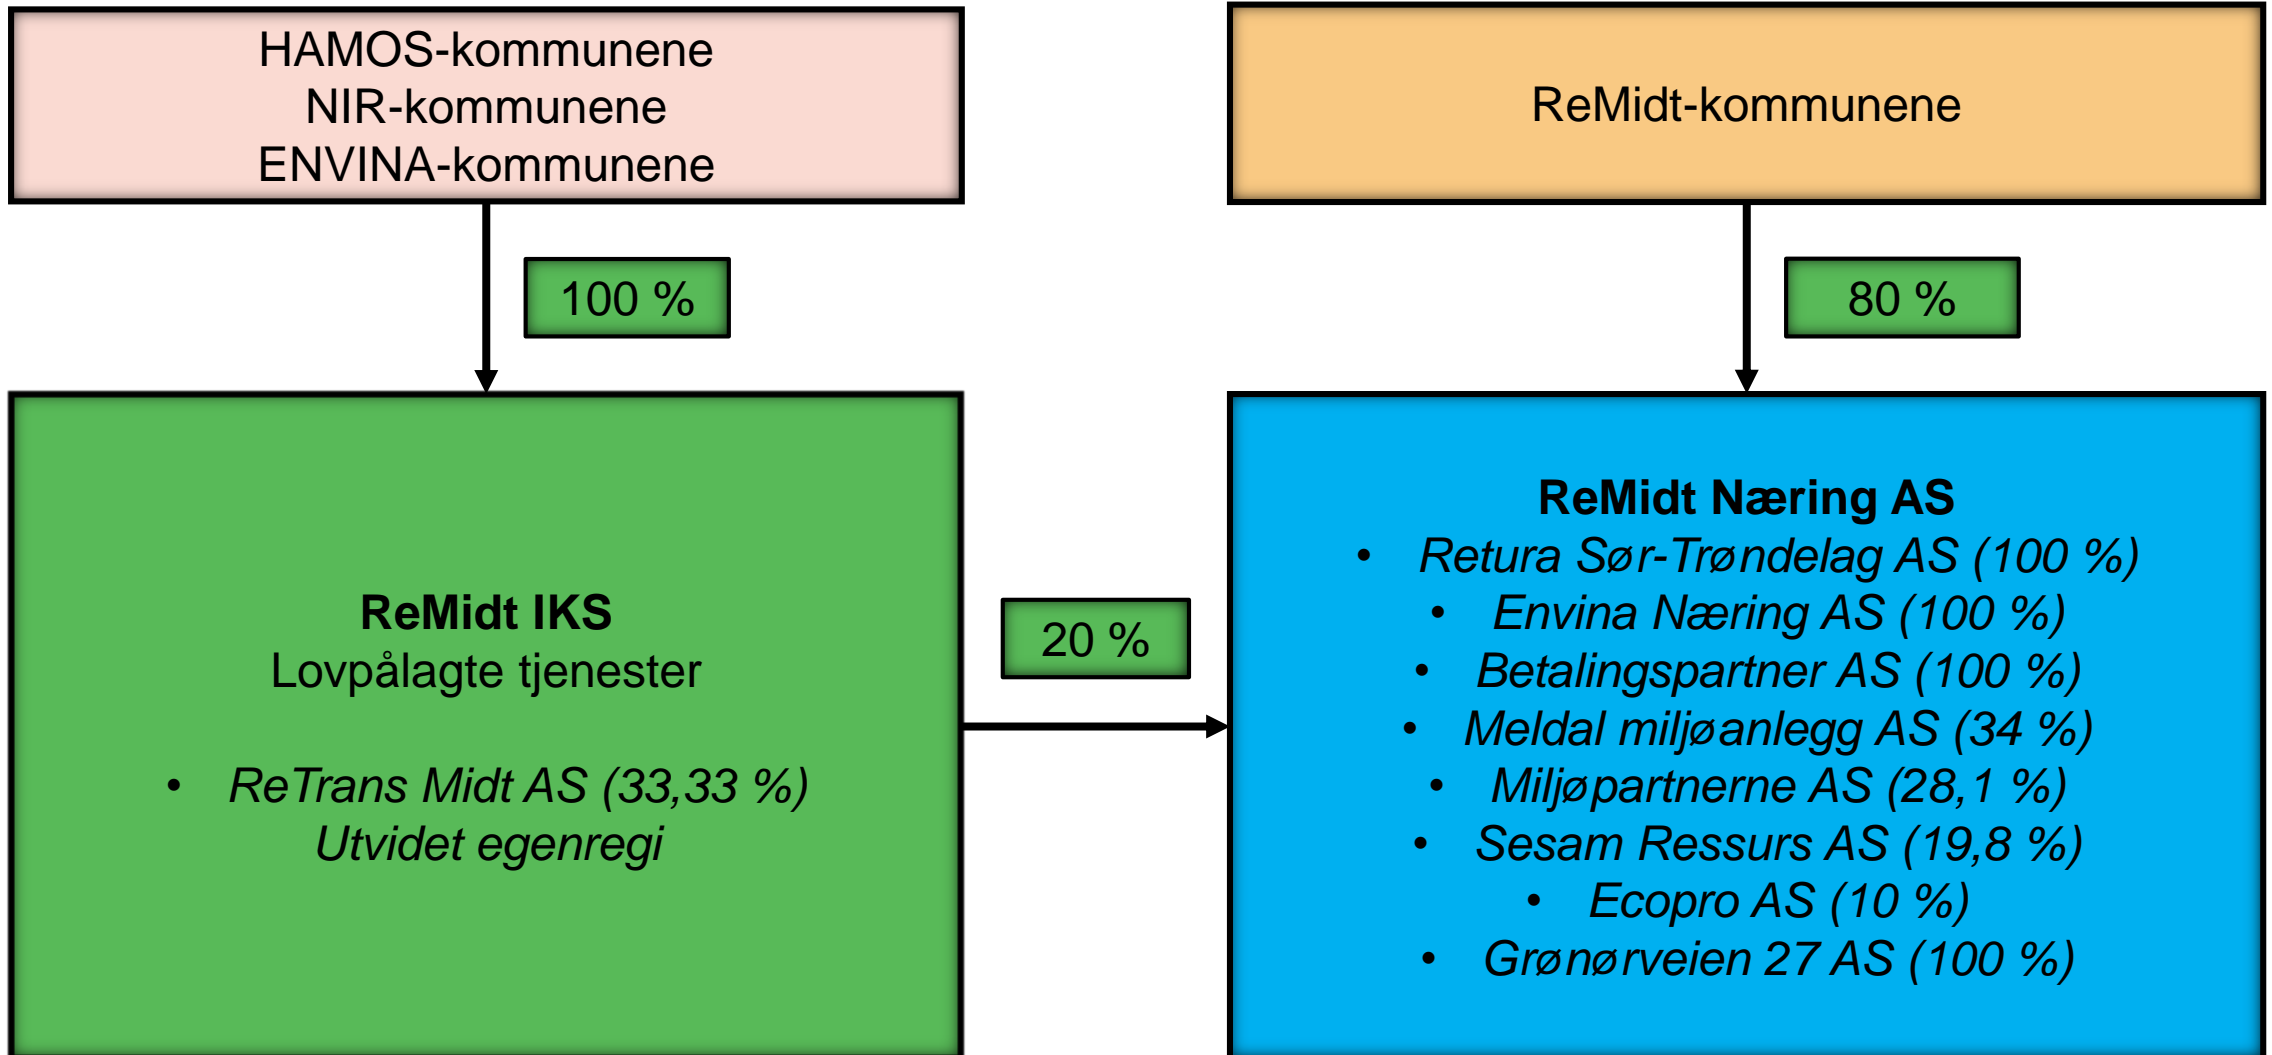 HAMOS-kommunene
NIR-kommunene
ENVINA-kommunene
ReMidt-kommunene
100 %
80 %
ReMidt IKS
Lovpålagte tjenester
• ReTrans Midt AS (33,33 %)
Utvidet egenregi
20 %
ReMidt Næring AS
• Retura Sør-Trøndelag AS (100 %)
• Envina Næring AS (100 %)
• Betalingspartner AS (100 %)
• Meldal miljøanlegg AS (34 %)
• Miljøpartnerne AS (28,1 %)
• Sesam Ressurs AS (19,8 %)
• Ecopro AS (10 %)
• Grønørveien 27 AS (100 %)